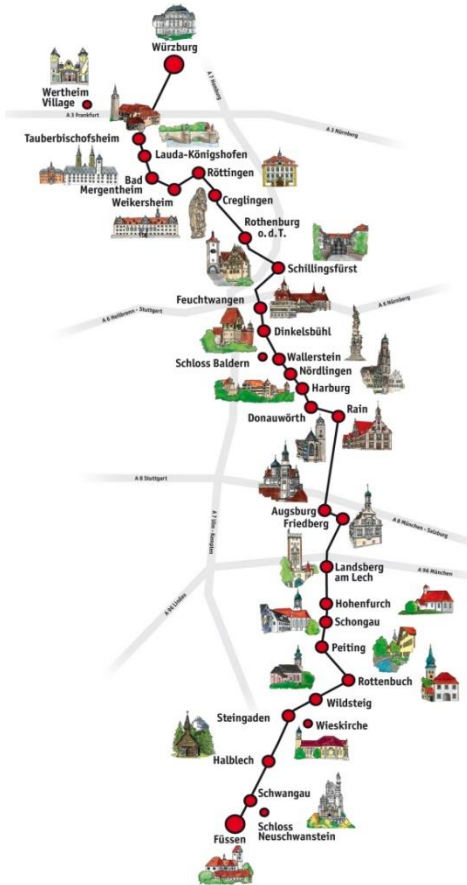 Würzburg
Wertheim
Village
A 7 Hamburg
A 3 Frankfurt
A 3 Nürnberg
Tauberbischofsheim
Lauda-Königshofen
Bad
Mergentheim
Röttingen
Weikersheim
Creglingen
Rothenburg
o.d.T.
Schillingsfürst
Feuchtwangen
A 6 Heilbronn - Stuttgart
A 6 Nürnberg
Dinkelsbühl
Schloss Baldern
Wallerstein
Nördlingen
Harburg
Donauwörth
Rain
A 8 Stuttgart
Augsburg
Friedberg
A 8 München - Salzburg
A 7 Ulm - Kempten
Landsberg
am Lech
A 96 München
A 96 Lindau
Hohenfurch
Schongau
Peiting
Rottenbuch
Wildsteig
Steingaden
Wieskirche
Halblech
Schwangau
Schloss
Neuschwanstein
Füssen